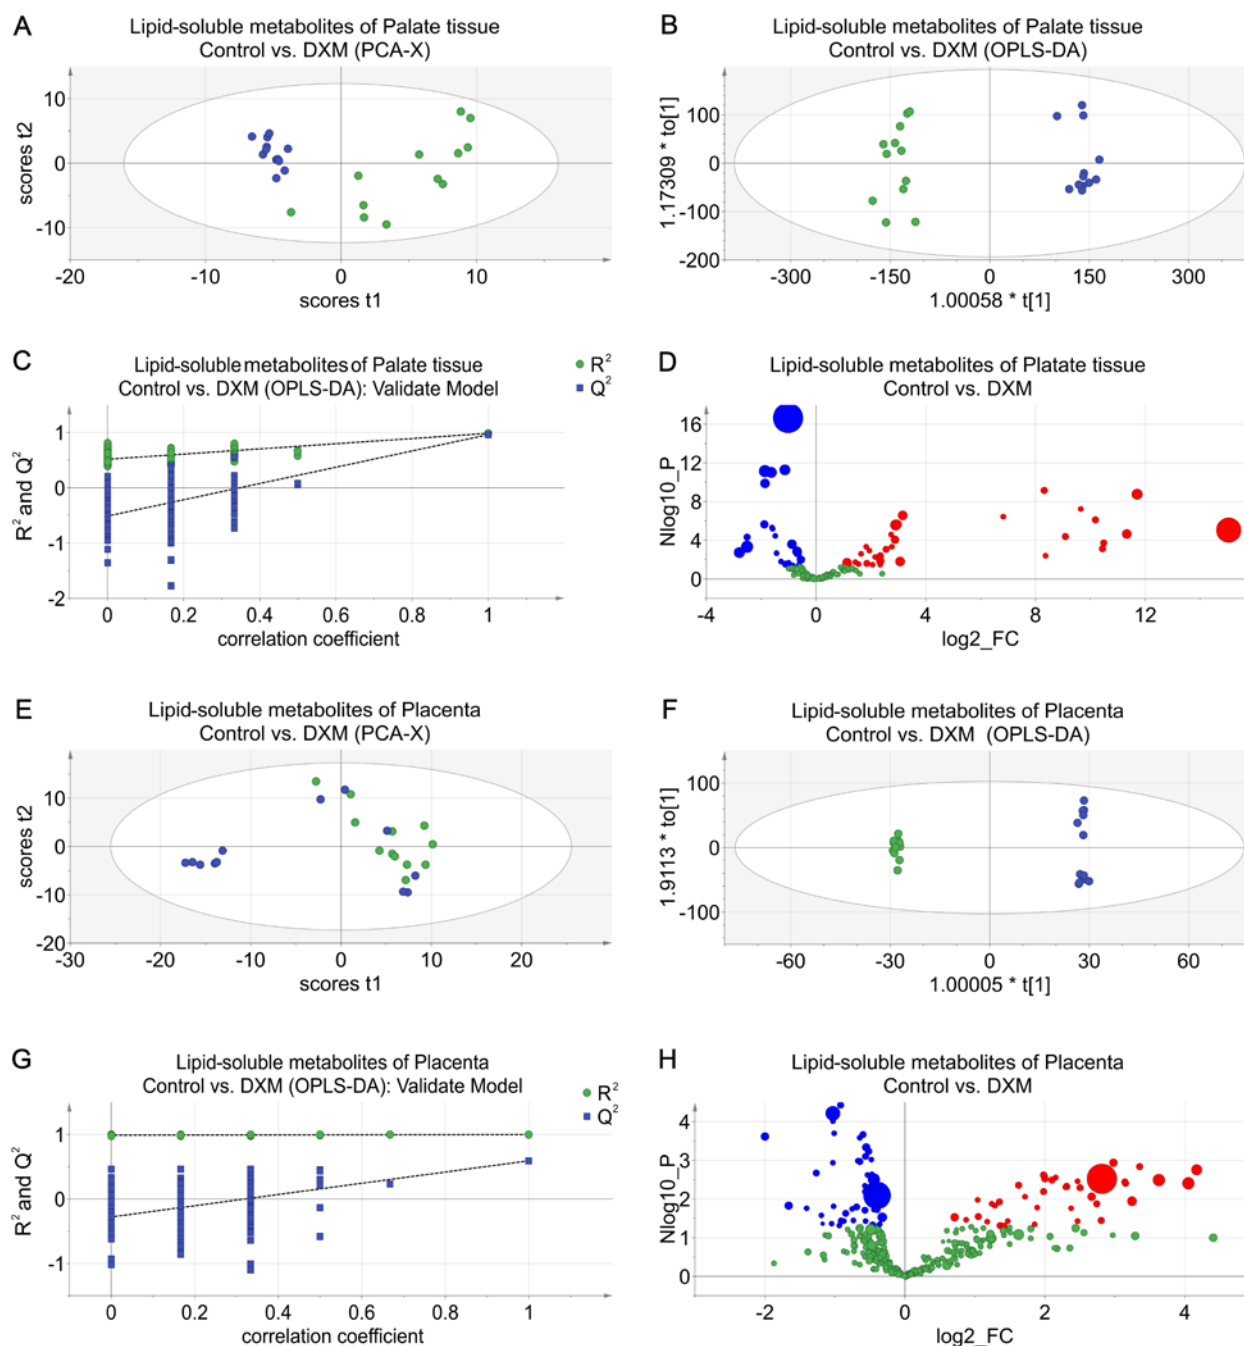 A
Lipid-soluble metabolites of Palate tissue
Control vs. DXM (PCA-X)
scores t2
10
0
-10
-20
-10
0
10
scores t1
B
Lipid-soluble metabolites of Palate tissue
Control vs. DXM (OPLS-DA)
1.17309 * to[1]
100
0
-100
-200
-300
-150
0
150
300
1.00058 * t[1]
C
Lipid-soluble metabolites of Palate tissue
Control vs. DXM (OPLS-DA): Validate Model
R²
Q²
R² and Q²
1
0
-1
-2
0
0.2
0.4
0.6
0.8
1
correlation coefficient
D
Lipid-soluble metabolites of Platate tissue
Control vs. DXM
Nlog10_P
16
12
8
4
0
-4
0
4
8
12
log2_FC
E
Lipid-soluble metabolites of Placenta
Control vs. DXM (PCA-X)
scores t2
10
0
-10
-20
-30
-20
-10
0
10
20
scores t1
F
Lipid-soluble metabolites of Placenta
Control vs. DXM (OPLS-DA)
1.9113 * to[1]
100
0
-100
-60
-30
0
30
60
1.00005 * t[1]
G
Lipid-soluble metabolites of Placenta
Control vs. DXM (OPLS-DA): Validate Model
R²
Q²
R² and Q²
1
0
-1
0
0.2
0.4
0.6
0.8
1
correlation coefficient
H
Lipid-soluble metabolites of Placenta
Control vs. DXM
Nlog10_P
4
3
2
1
0
-2
0
2
4
log2_FC